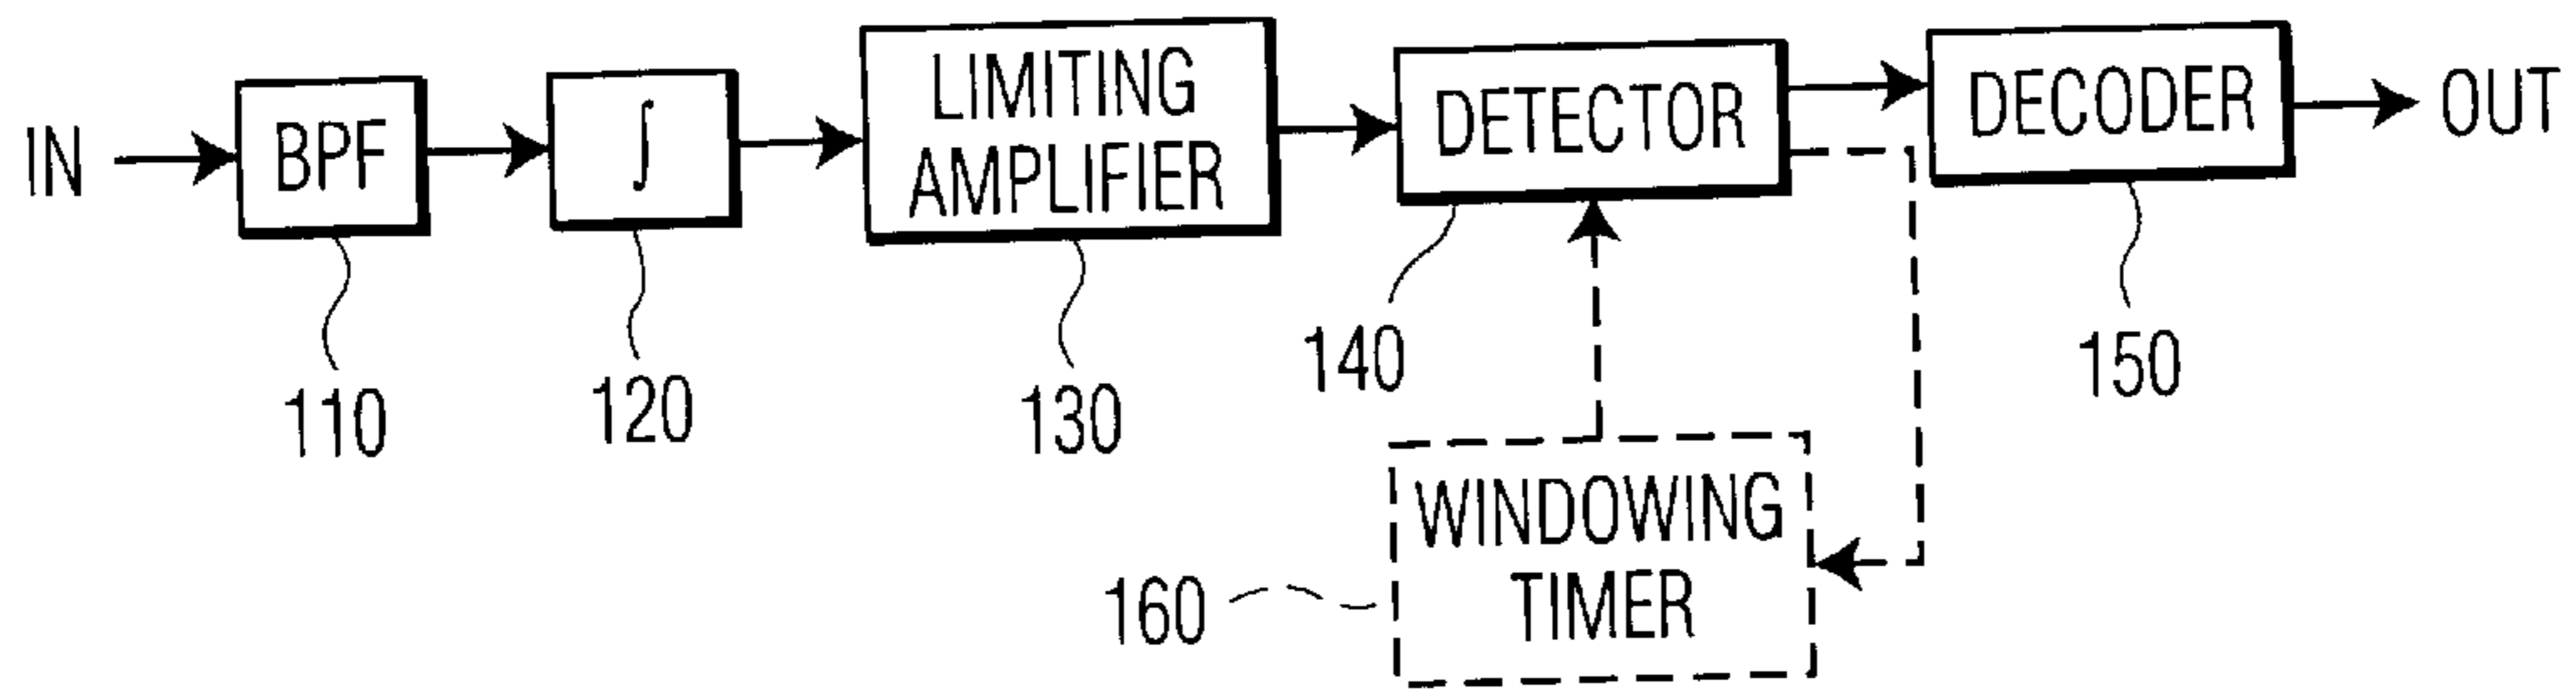 IN
BPF
∫
LIMITING
AMPLIFIER
DETECTOR
DECODER
OUT
110
120
130
140
150
WINDOWING
TIMER
160